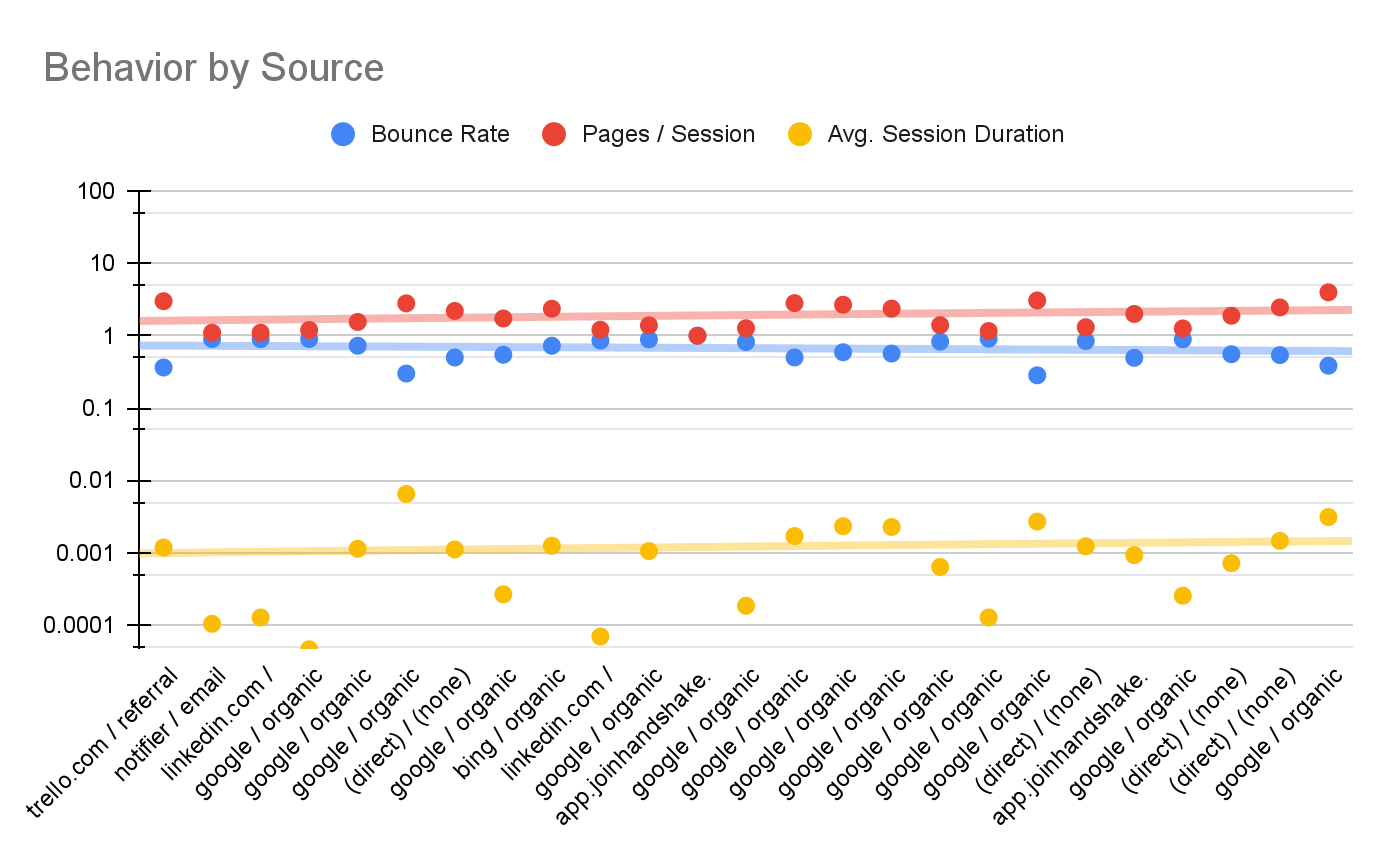 Behavior by Source
Bounce Rate
Pages / Session
Avg. Session Duration
100
10
1
0.1
0.01
0.001
0.0001
trello.com / referral
notifier / email
linkedin.com /
google / organic
google / organic
google / organic
(direct) / (none)
google / organic
bing / organic
linkedin.com /
google / organic
app.joinhandshake.
google / organic
google / organic
google / organic
google / organic
google / organic
google / organic
google / organic
(direct) / (none)
app.joinhandshake.
google / organic
(direct) / (none)
(direct) / (none)
google / organic